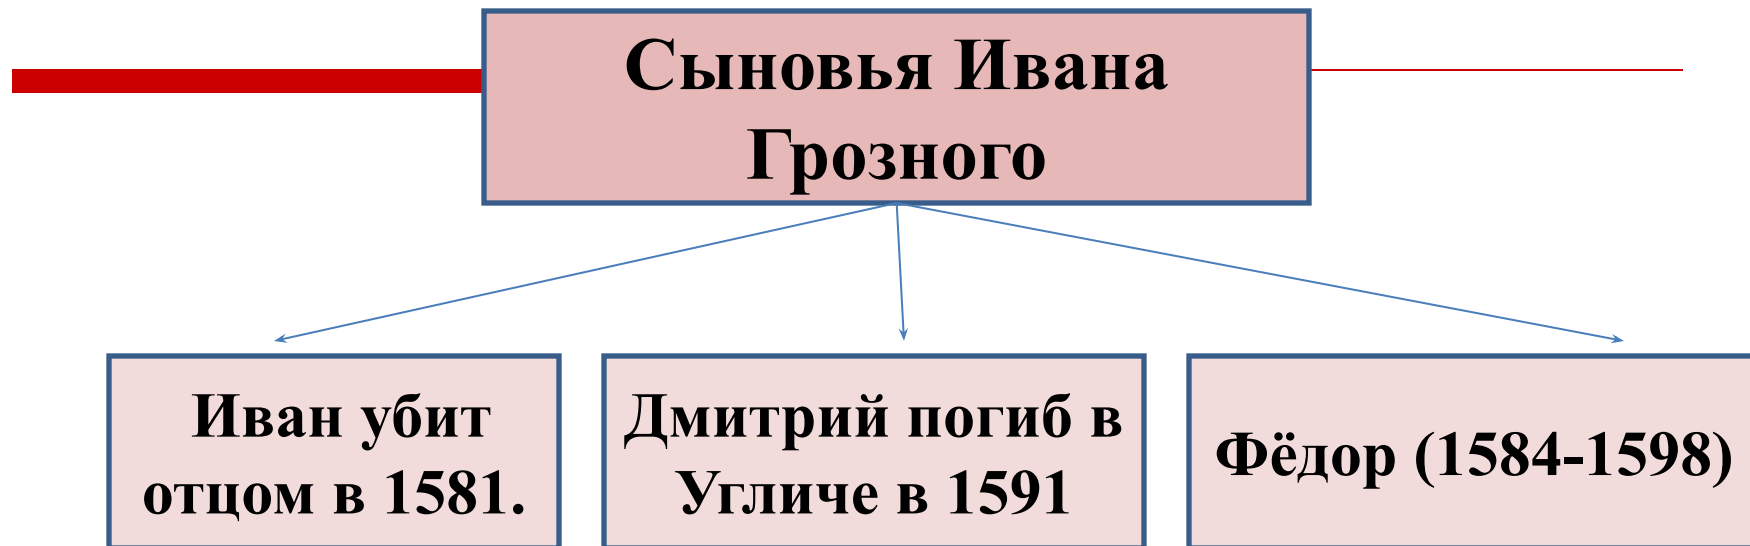 Сыновья Ивана
Грозного
Иван убит
отцом в 1581.
Дмитрий погиб в
Угличе в 1591
Фёдор (1584-1598)